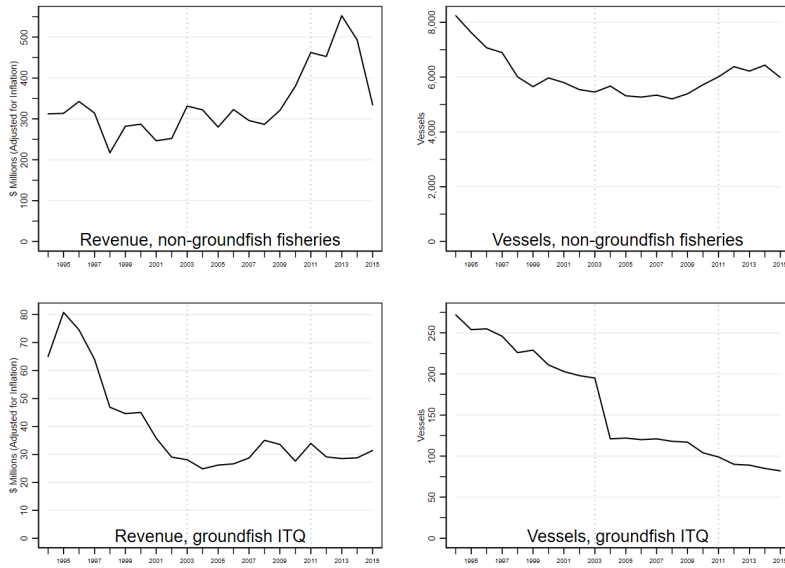 $ Millions (Adjusted for Inflation)
500
400
300
200
100
0
Revenue, non-groundfish fisheries
1995 1997 1999 2001 2003 2005 2007 2009 2011 2013 2015
Vessels
8,000
6,000
4,000
2,000
0
Vessels, non-groundfish fisheries
1995 1997 1999 2001 2003 2005 2007 2009 2011 2013 2015
$ Millions (Adjusted for Inflation)
80
70
60
50
40
30
20
10
0
Revenue, groundfish ITQ
1995 1997 1999 2001 2003 2005 2007 2009 2011 2013 2015
Vessels
250
200
150
100
50
0
Vessels, groundfish ITQ
1995 1997 1999 2001 2003 2005 2007 2009 2011 2013 2015